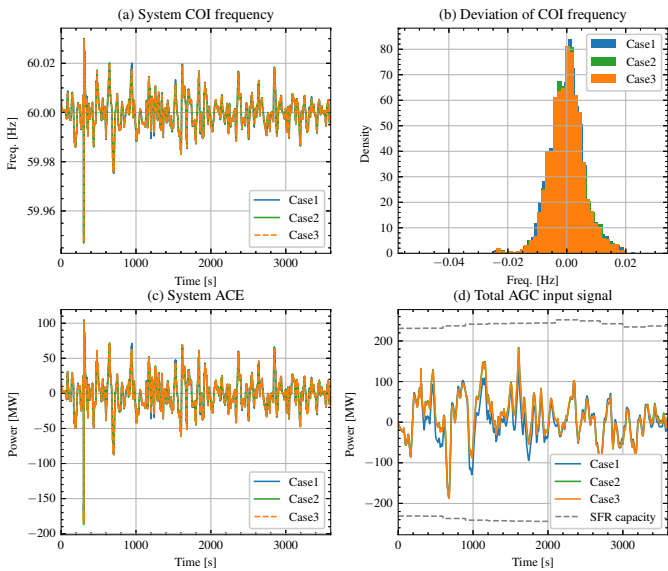 (a) System COI frequency
60.02
60.00
59.98
59.96
Freq. [Hz]
Case1
Case2
Case3
0
1000
2000
3000
Time [s]
(b) Deviation of COI frequency
80
70
60
50
40
30
20
10
0
Density
Case1
Case2
Case3
−0.04
−0.02
0.00
0.02
Freq. [Hz]
(c) System ACE
100
50
0
−50
−100
−150
−200
Power [MW]
Case1
Case2
Case3
0
1000
2000
3000
Time [s]
(d) Total AGC input signal
200
100
0
−100
−200
Power [MW]
Case1
Case2
Case3
SFR capacity
0
1000
2000
3000
Time [s]